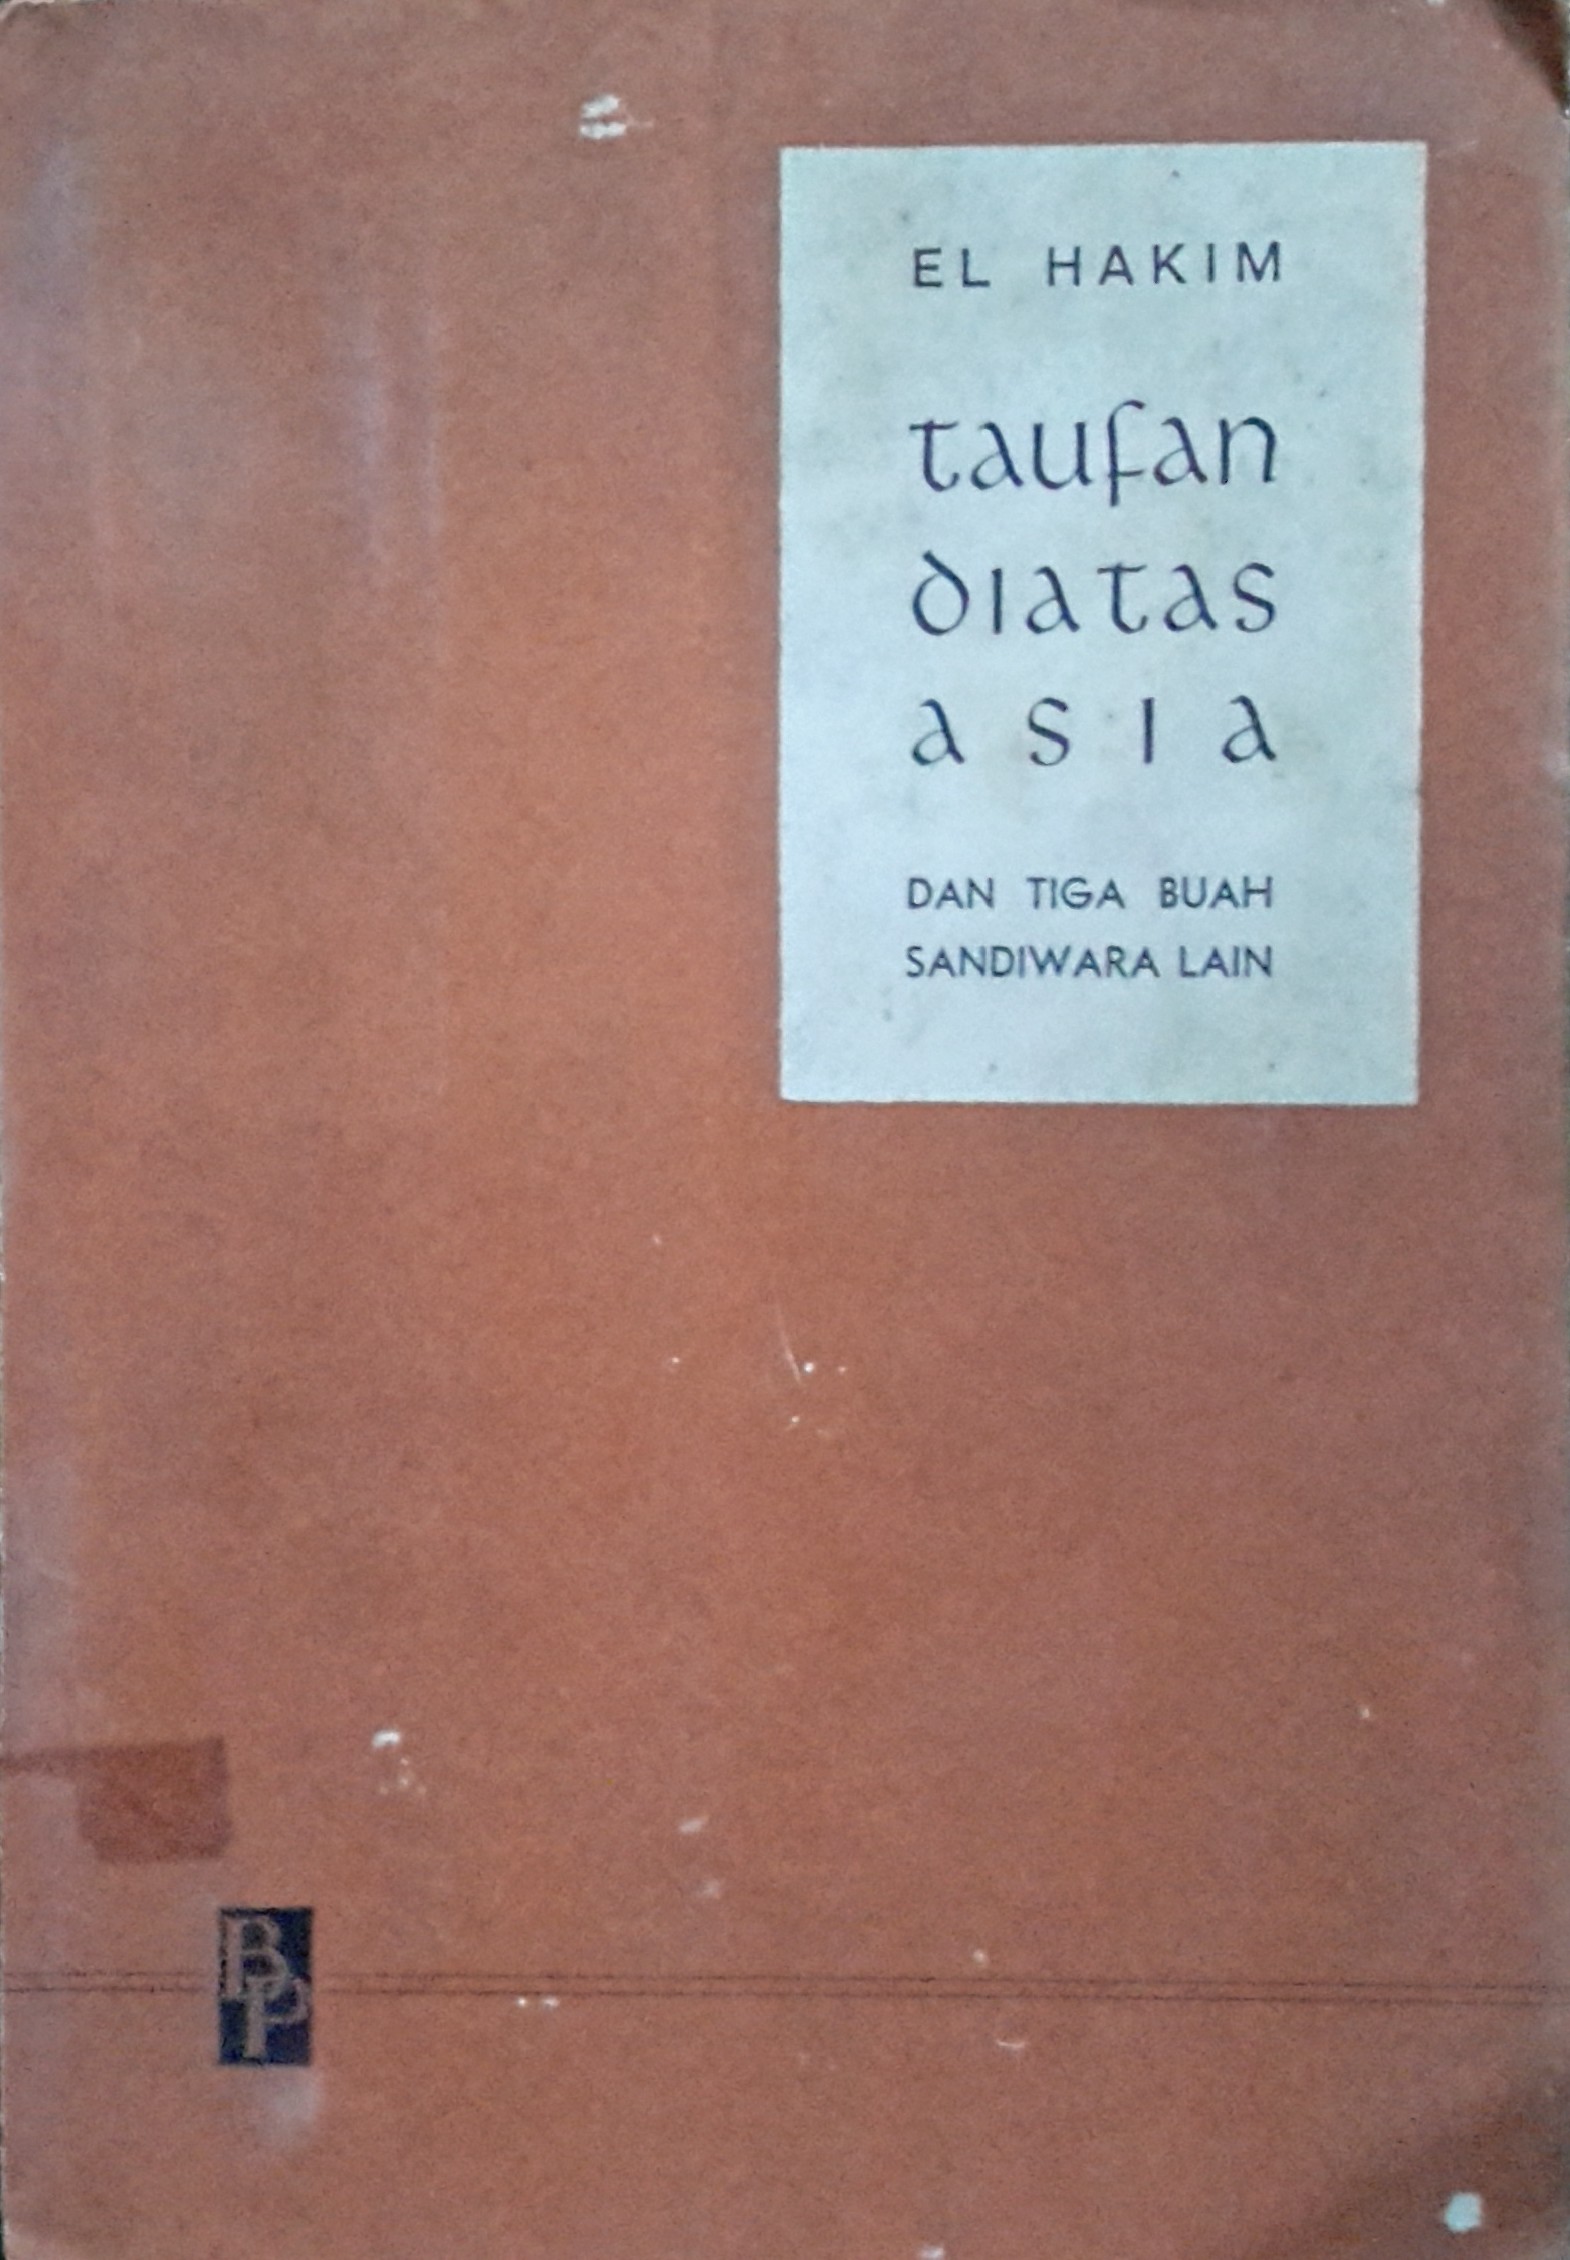 EL HAKIM
taufan
diatas
asia
DAN TIGA BUAH
SANDIWARA LAIN
BP